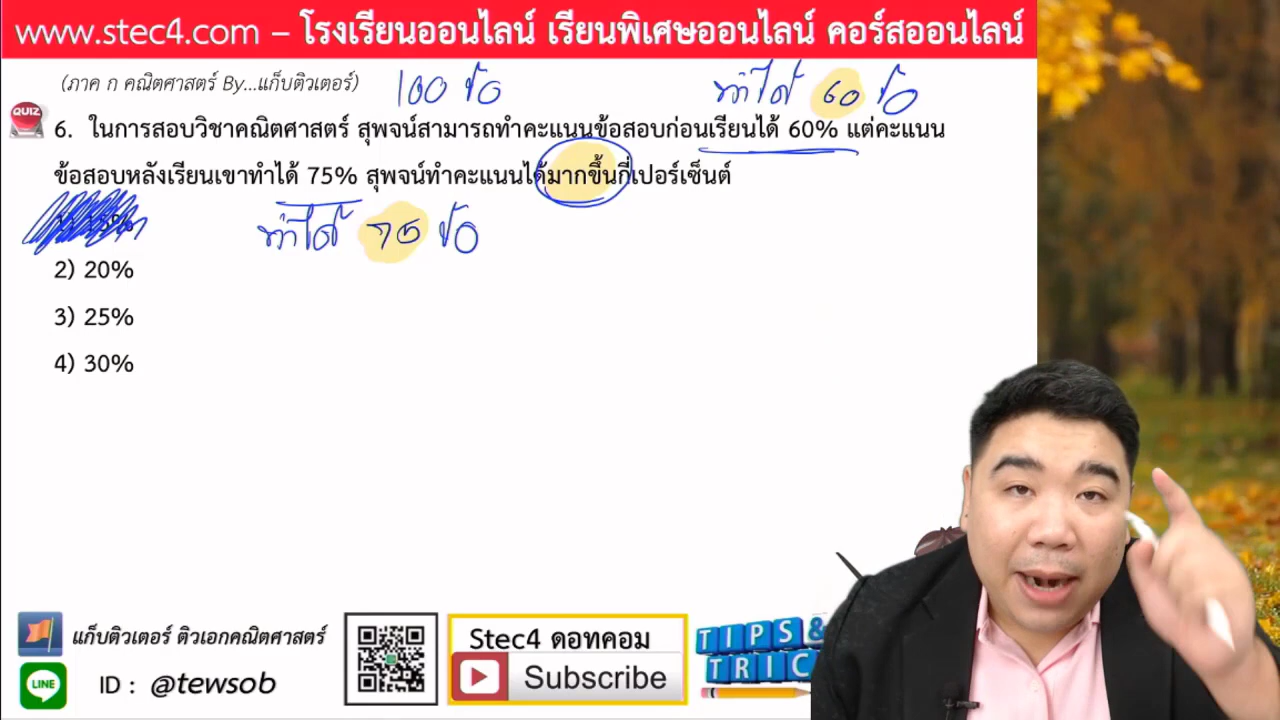 www.stec4.com – โรงเรียนออนไลน์ เรียนพิเศษออนไลน์ คอร์สออนไลน์
(ภาค ก คณิตศาสตร์ By...แก็บติวเตอร์) 100 ข้อ ทำได้ 60 ข้อ
QUIZ
6. ในการสอบวิชาคณิตศาสตร์ สุพจน์สามารถทำคะแนนข้อสอบก่อนเรียนได้ 60% แต่คะแนน
ข้อสอบหลังเรียนเขาทำได้ 75% สุพจน์ทำคะแนนได้มากขึ้นกี่เปอร์เซ็นต์
ทำได้ 75 ข้อ
2) 20%
3) 25%
4) 30%
แก็บติวเตอร์ ติวเอกคณิตศาสตร์
LINE ID : @tewsob
Stec4 ดอทคอม
Subscribe
TIPS &